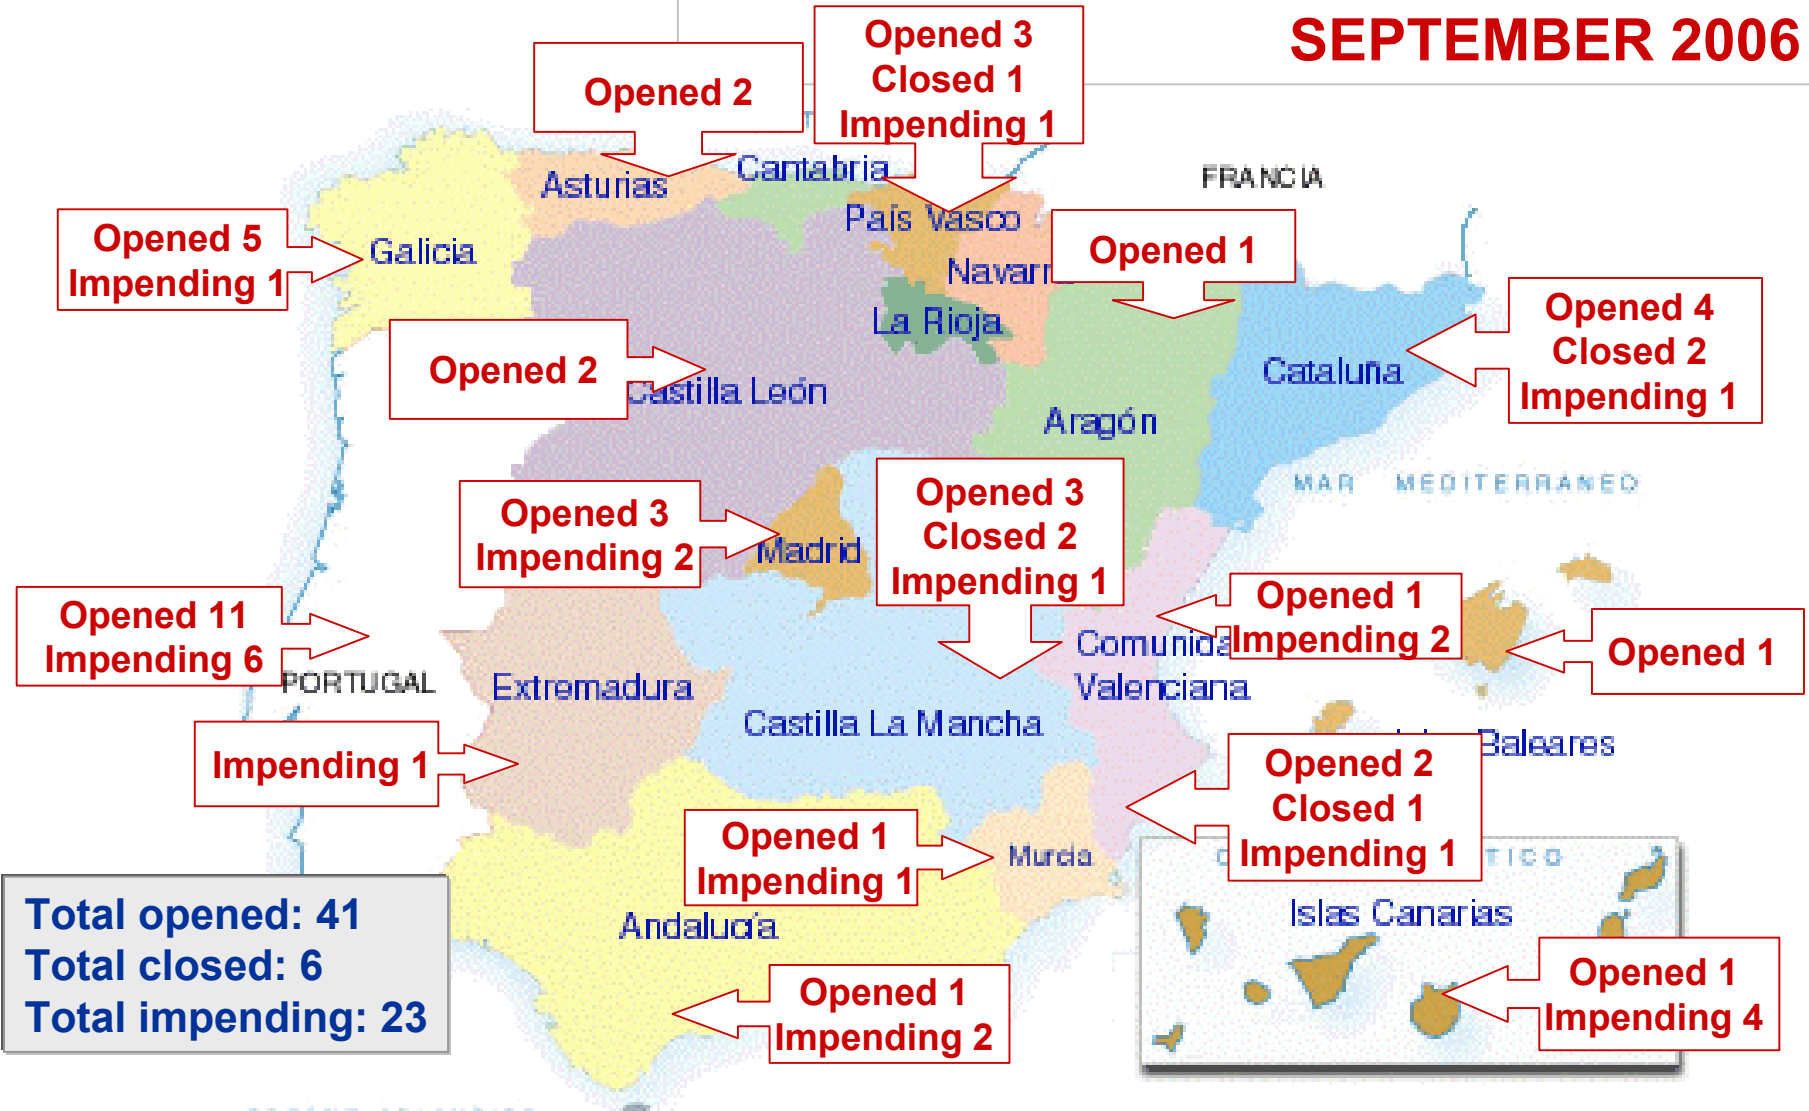 SEPTEMBER 2006
Opened 3
Closed 1
Impending 1
Opened 2
Cantabria
FRANCIA
Asturias
País Vasco
Opened 5
Impending 1
Galicia
Opened 1
Navarr
Opened 4
Closed 2
Impending 1
La Rioja
Opened 2
Castilla León
Cataluña
Aragón
MAR MEDITERRANEO
Opened 3
Impending 2
Madrid
Opened 3
Closed 2
Impending 1
Opened 11
Impending 6
PORTUGAL
Opened 1
Impending 2
Comunida
Valenciana
Opened 1
Extremadura
Castilla La Mancha
Baleares
Impending 1
Opened 2
Closed 1
Impending 1
Opened 1
Impending 1
Murcia
TICO
Islas Canarias
Andalucía
Total opened: 41
Total closed: 6
Total impending: 23
Opened 1
Impending 2
Opened 1
Impending 4